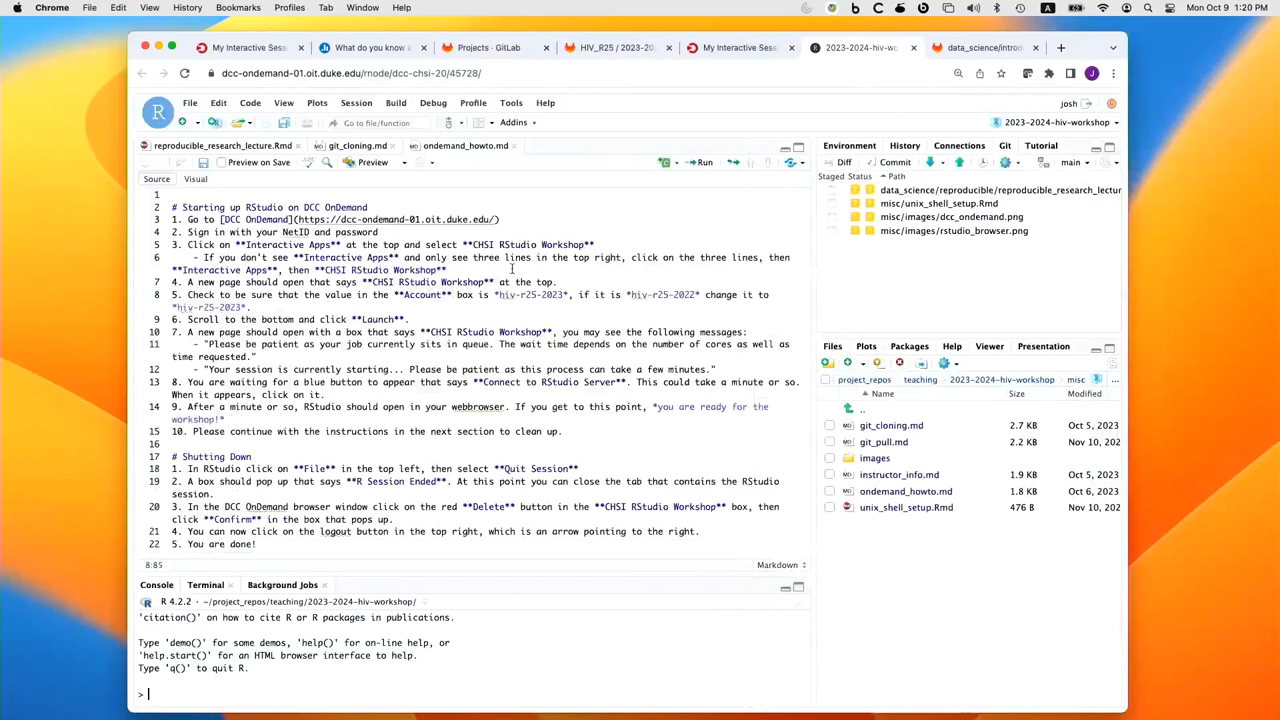 Chrome File Edit View History Bookmarks Profiles Tab Window Help A Mon Oct 9 1:20 PM
My Interactive Sess What do you know a Projects · GitLab HIV_R25 / 2023-20 My Interactive Sess 2023-2024-hiv-wo data_science/intro
dcc-ondemand-01.oit.duke.edu/rnode/dcc-chsi-20/45728/ J
R File Edit Code View Plots Session Build Debug Profile Tools Help josh
Go to file/function Addins 2023-2024-hiv-workshop
reproducible_research_lecture.Rmd git_cloning.md ondemand_howto.md
Preview on Save Preview Run
Source Visual
1
2 # Starting up RStudio on DCC OnDemand
3 1. Go to [DCC OnDemand](https://dcc-ondemand-01.oit.duke.edu/)
4 2. Sign in with your NetID and password
5 3. Click on **Interactive Apps** at the top and select **CHSI RStudio Workshop**
6 - If you don't see **Interactive Apps** and only see three lines in the top right, click on the three lines, then
**Interactive Apps**, then **CHSI RStudio Workshop**
7 4. A new page should open that says **CHSI RStudio Workshop** at the top.
8 5. Check to be sure that the value in the **Account** box is *hiv-r25-2023*, if it is *hiv-r25-2022* change it to
*hiv-r25-2023*.
9 6. Scroll to the bottom and click **Launch**.
10 7. A new page should open with a box that says **CHSI RStudio Workshop**, you may see the following messages:
11 - "Please be patient as your job currently sits in queue. The wait time depends on the number of cores as well as
time requested."
12 - "Your session is currently starting... Please be patient as this process can take a few minutes."
13 8. You are waiting for a blue button to appear that says **Connect to RStudio Server**. This could take a minute or so.
When it appears, click on it.
14 9. After a minute or so, RStudio should open in your webbrowser. If you get to this point, *you are ready for the
workshop!*
15 10. Please continue with the instructions in the next section to clean up.
16
17 # Shutting Down
18 1. In RStudio click on **File** in the top left, then select **Quit Session**
19 2. A box should pop up that says **R Session Ended**. At this point you can close the tab that contains the RStudio
session.
20 3. In the DCC OnDemand browser window click on the red **Delete** button in the **CHSI RStudio Workshop** box, then
click **Confirm** in the box that pops up.
21 4. You can now click on the logout button in the top right, which is an arrow pointing to the right.
22 5. You are done!
8:85 Markdown
Console Terminal Background Jobs
R 4.2.2 · ~/project_repos/teaching/2023-2024-hiv-workshop/
'citation()' on how to cite R or R packages in publications.
Type 'demo()' for some demos, 'help()' for on-line help, or
'help.start()' for an HTML browser interface to help.
Type 'q()' to quit R.
>
Environment History Connections Git Tutorial
Diff Commit main
Staged Status Path
data_science/reproducible/reproducible_research_lectu
misc/unix_shell_setup.Rmd
misc/images/dcc_ondemand.png
misc/images/rstudio_browser.png
Files Plots Packages Help Viewer Presentation
project_repos teaching 2023-2024-hiv-workshop misc ...
Name Size Modified
..
git_cloning.md 2.7 KB Oct 5, 2023
git_pull.md 2.2 KB Nov 10, 202
images
instructor_info.md 1.9 KB Oct 5, 2023
ondemand_howto.md 1.8 KB Oct 6, 2023
unix_shell_setup.Rmd 476 B Nov 10, 202